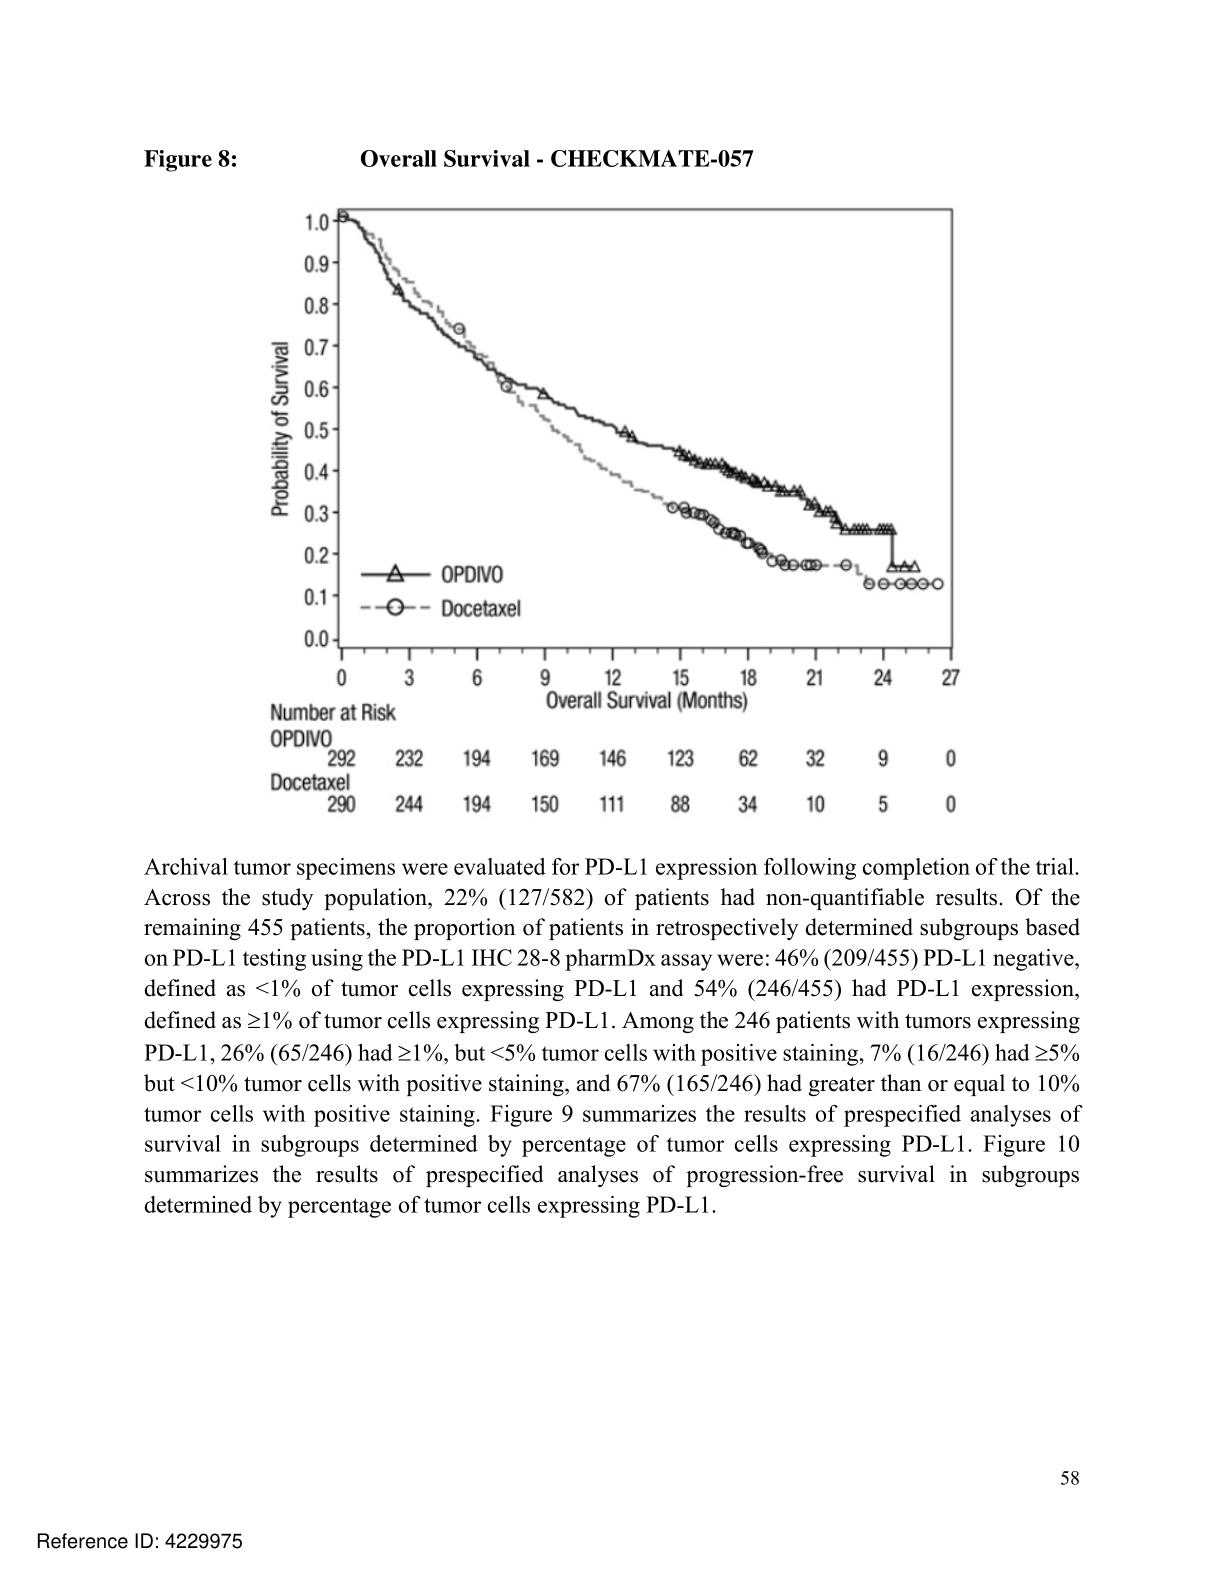 Figure 8: Overall Survival - CHECKMATE-057
1.0
0.9
0.8
0.7
0.6
0.5
0.4
0.3
0.2
0.1
0.0
Probability of Survival
OPDIVO
Docetaxel
0 3 6 9 12 15 18 21 24 27
Overall Survival (Months)
Number at Risk
OPDIVO
292 232 194 169 146 123 62 32 9 0
Docetaxel
290 244 194 150 111 88 34 10 5 0
Archival tumor specimens were evaluated for PD-L1 expression following completion of the trial.
Across the study population, 22% (127/582) of patients had non-quantifiable results. Of the
remaining 455 patients, the proportion of patients in retrospectively determined subgroups based
on PD-L1 testing using the PD-L1 IHC 28-8 pharmDx assay were: 46% (209/455) PD-L1 negative,
defined as <1% of tumor cells expressing PD-L1 and 54% (246/455) had PD-L1 expression,
defined as ≥1% of tumor cells expressing PD-L1. Among the 246 patients with tumors expressing
PD-L1, 26% (65/246) had ≥1%, but <5% tumor cells with positive staining, 7% (16/246) had ≥5%
but <10% tumor cells with positive staining, and 67% (165/246) had greater than or equal to 10%
tumor cells with positive staining. Figure 9 summarizes the results of prespecified analyses of
survival in subgroups determined by percentage of tumor cells expressing PD-L1. Figure 10
summarizes the results of prespecified analyses of progression-free survival in subgroups
determined by percentage of tumor cells expressing PD-L1.
58
Reference ID: 4229975